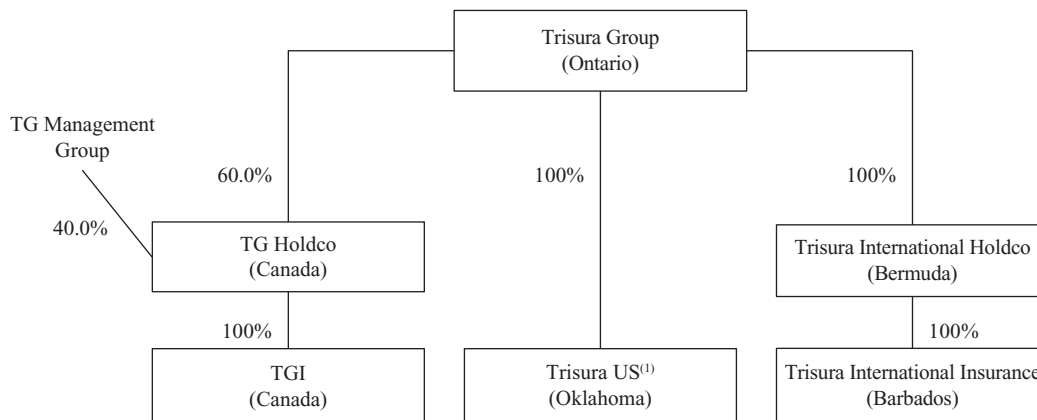 Trisura Group
(Ontario)
TG Management
Group
60.0%
100%
100%
40.0%
TG Holdco
(Canada)
Trisura International Holdco
(Bermuda)
100%
100%
TGI
(Canada)
Trisura US(1)
(Oklahoma)
Trisura International Insurance
(Barbados)